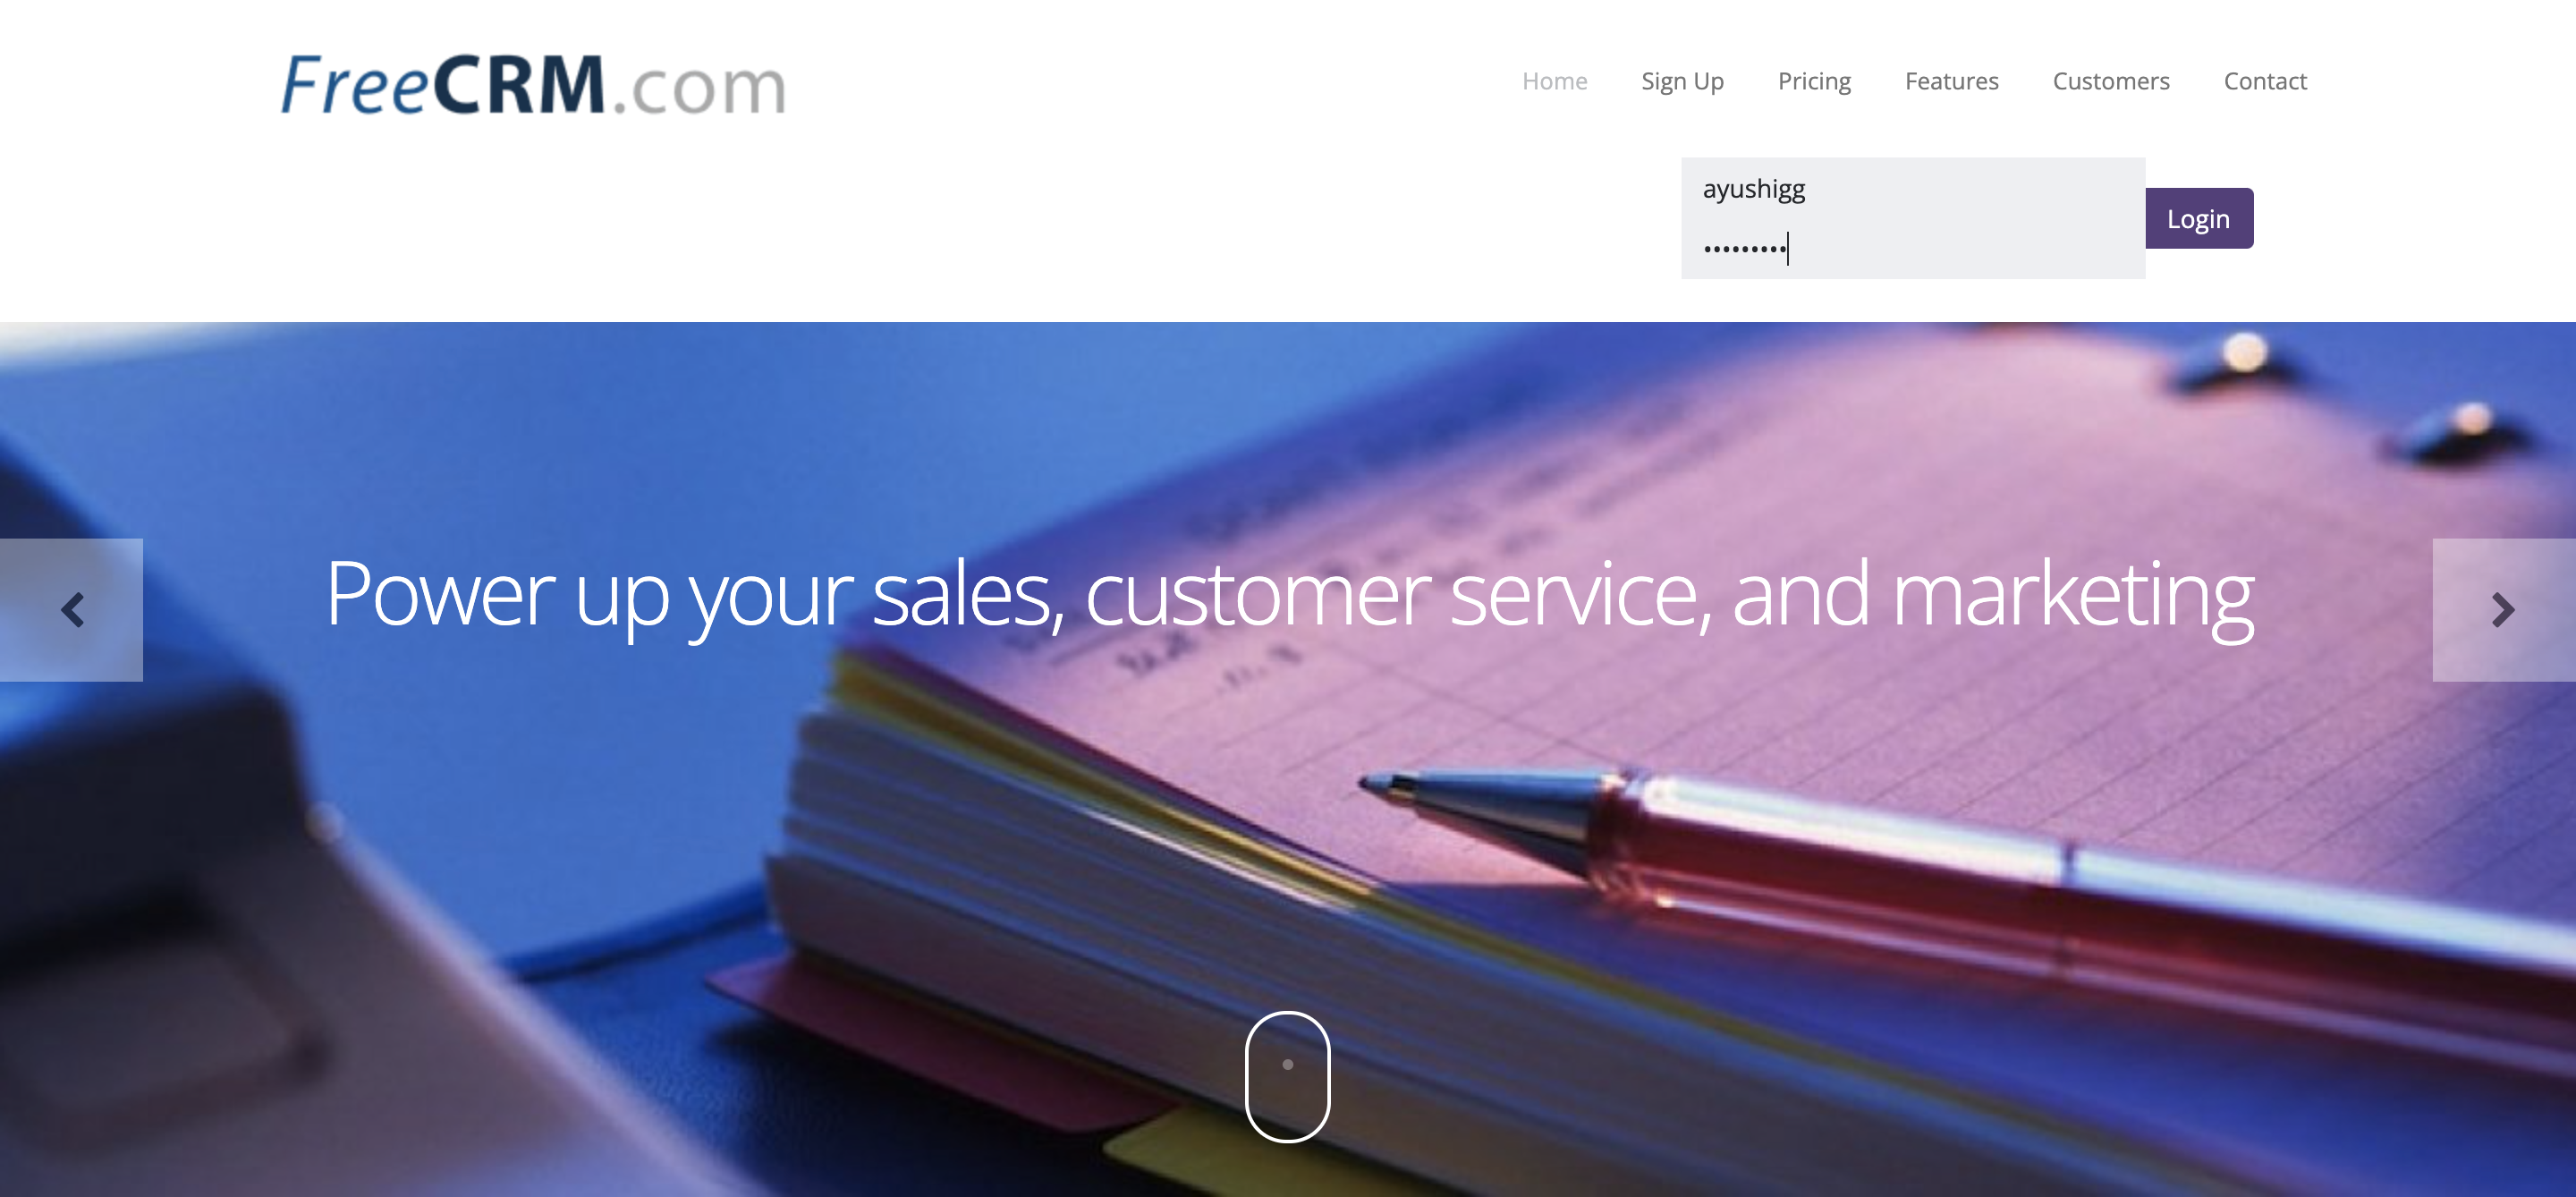 FreeCRM.com
Home Sign Up Pricing Features Customers Contact
ayushigg
•••••••••
Login
Power up your sales, customer service, and marketing